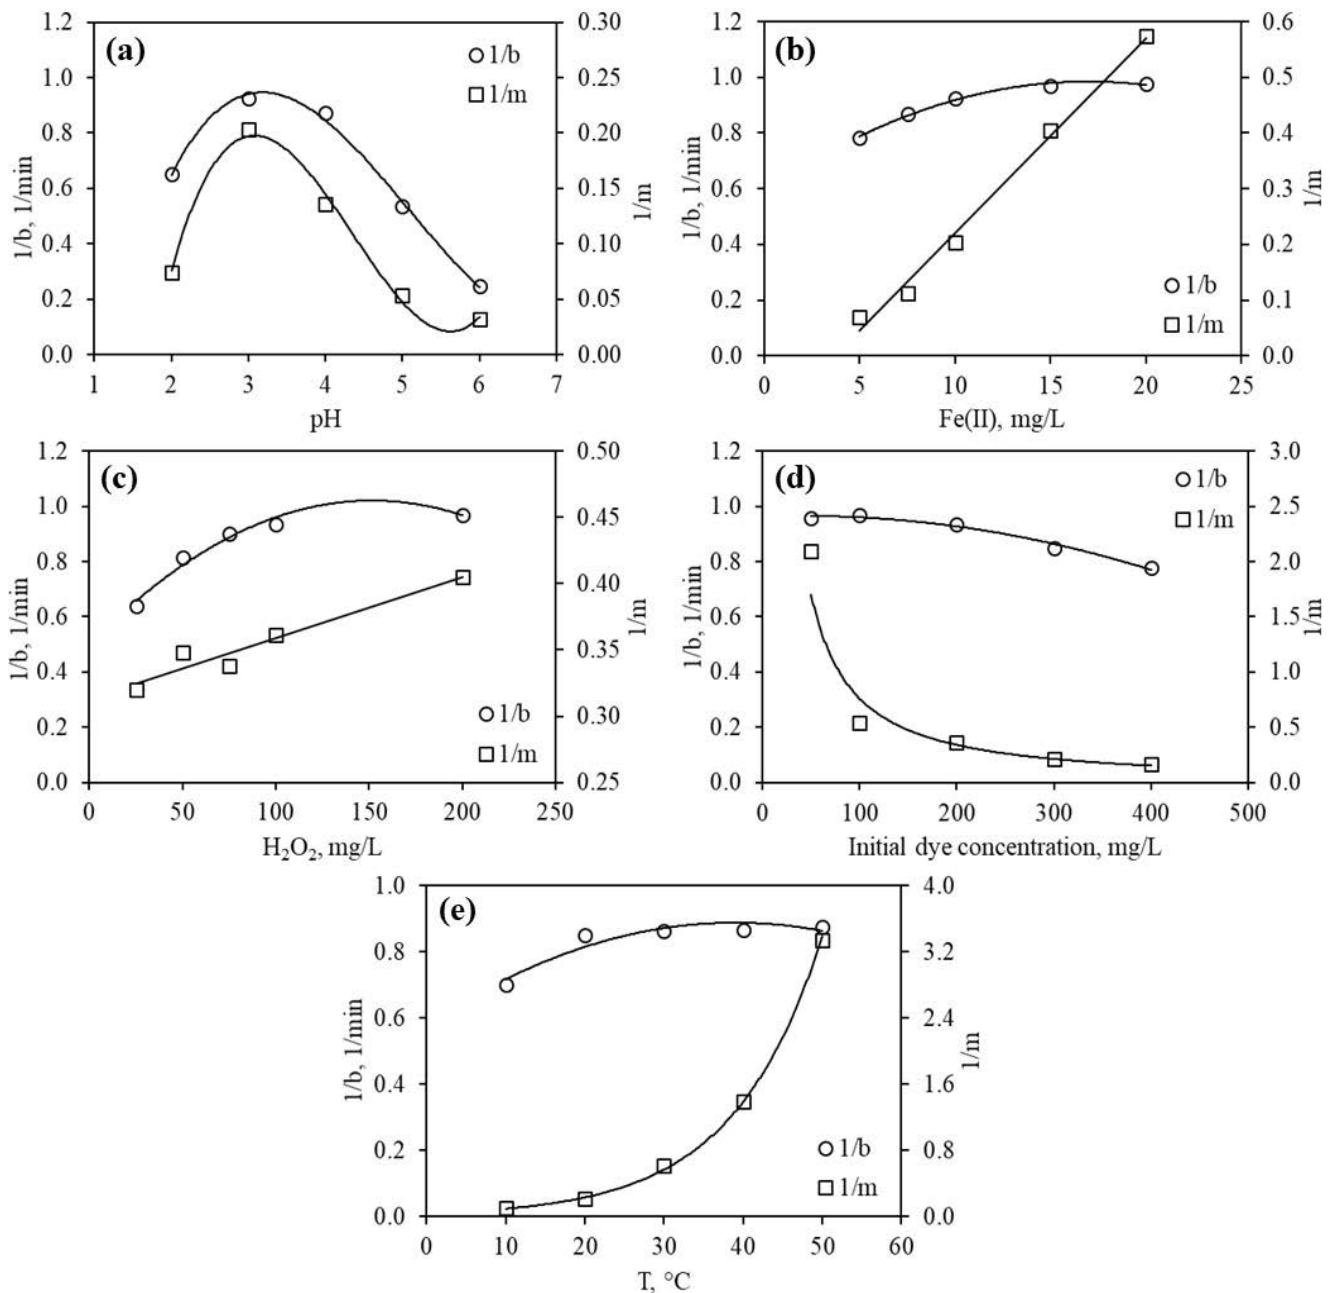 (a)
1/b
1/m
1/b, 1/min
1.2
1.0
0.8
0.6
0.4
0.2
0.0
0.30
0.25
0.20
0.15
0.10
0.05
0.00
1/m
1 2 3 4 5 6 7
pH
(b)
1/b
1/m
1/b, 1/min
1.2
1.0
0.8
0.6
0.4
0.2
0.0
0.6
0.5
0.4
0.3
0.2
0.1
0.0
1/m
0 5 10 15 20 25
Fe(II), mg/L
(c)
1/b
1/m
1/b, 1/min
1.2
1.0
0.8
0.6
0.4
0.2
0.0
0.50
0.45
0.40
0.35
0.30
0.25
1/m
0 50 100 150 200 250
H₂O₂, mg/L
(d)
1/b
1/m
1/b, 1/min
1.2
1.0
0.8
0.6
0.4
0.2
0.0
3.0
2.5
2.0
1.5
1.0
0.5
0.0
1/m
0 100 200 300 400 500
Initial dye concentration, mg/L
(e)
1/b
1/m
1/b, 1/min
1.0
0.8
0.6
0.4
0.2
0.0
4.0
3.2
2.4
1.6
0.8
0.0
1/m
0 10 20 30 40 50 60
T, °C